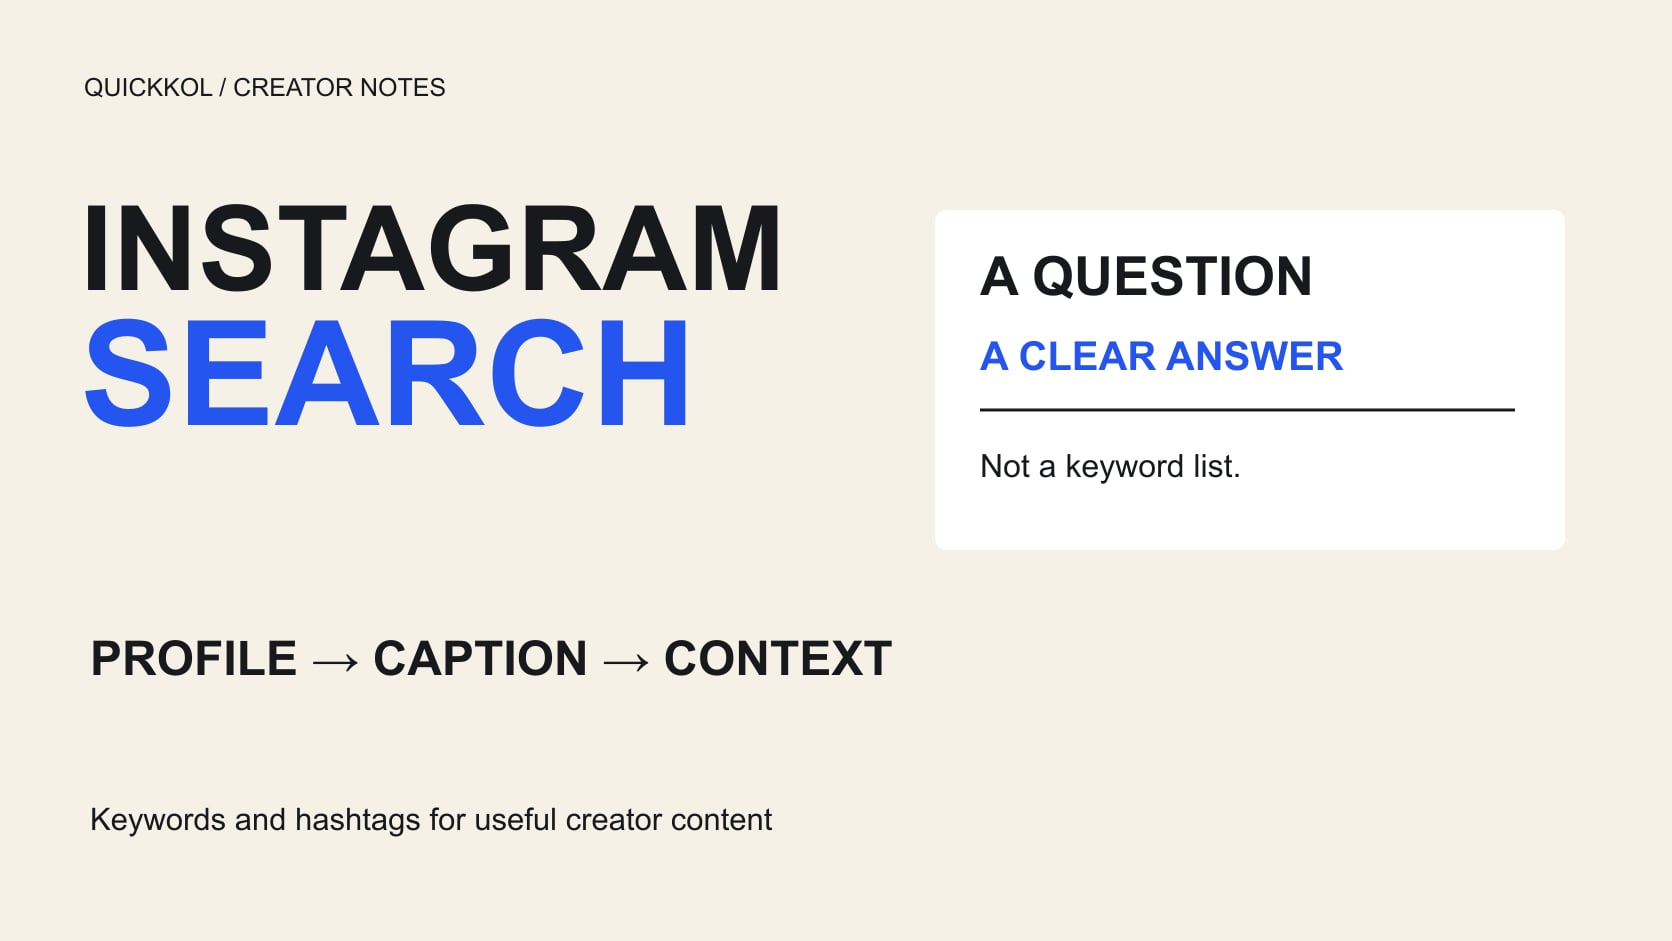 QUICKKOL / CREATOR NOTES
INSTAGRAM
SEARCH
A QUESTION
A CLEAR ANSWER
Not a keyword list.
PROFILE → CAPTION → CONTEXT
Keywords and hashtags for useful creator content